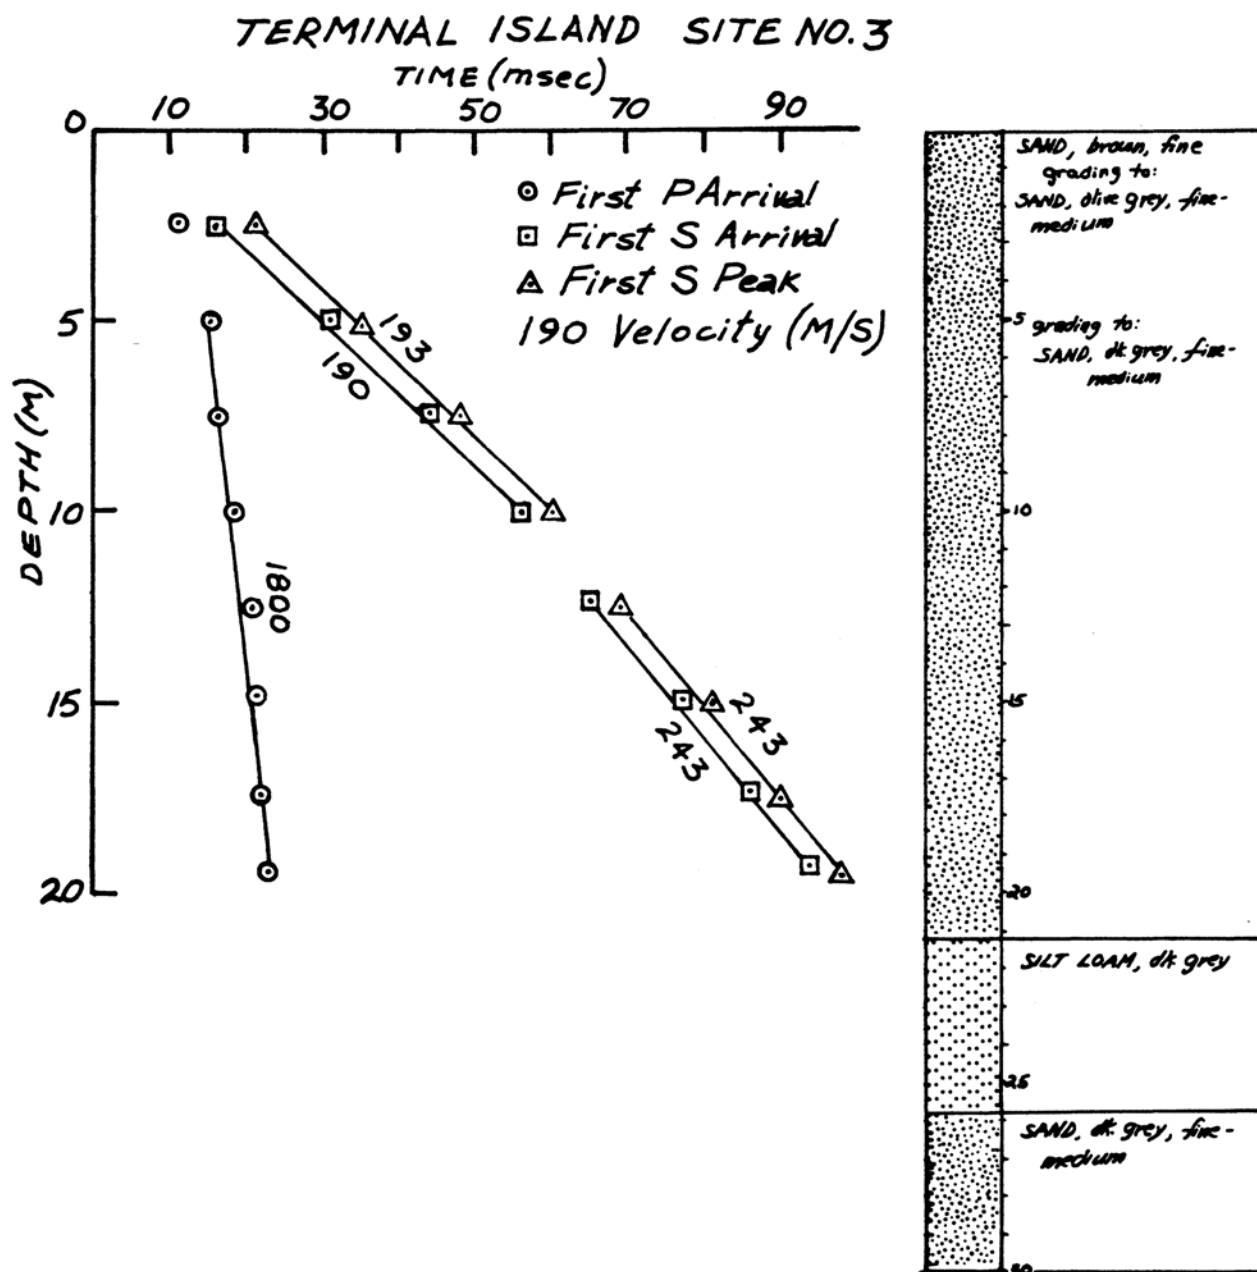 TERMINAL ISLAND SITE NO.3
TIME (msec)
10 30 50 70 90
0
5
10
15
20
DEPTH (M)
First P Arrival
First S Arrival
First S Peak
190 Velocity (M/S)
193
190
1800
243
243
SAND, brown, fine
grading to:
SAND, olive grey, fine-
medium
5 grading to:
SAND, dk grey, fine-
medium
10
15
20
SILT LOAM, dk grey
25
SAND, dk. grey, fine-
medium